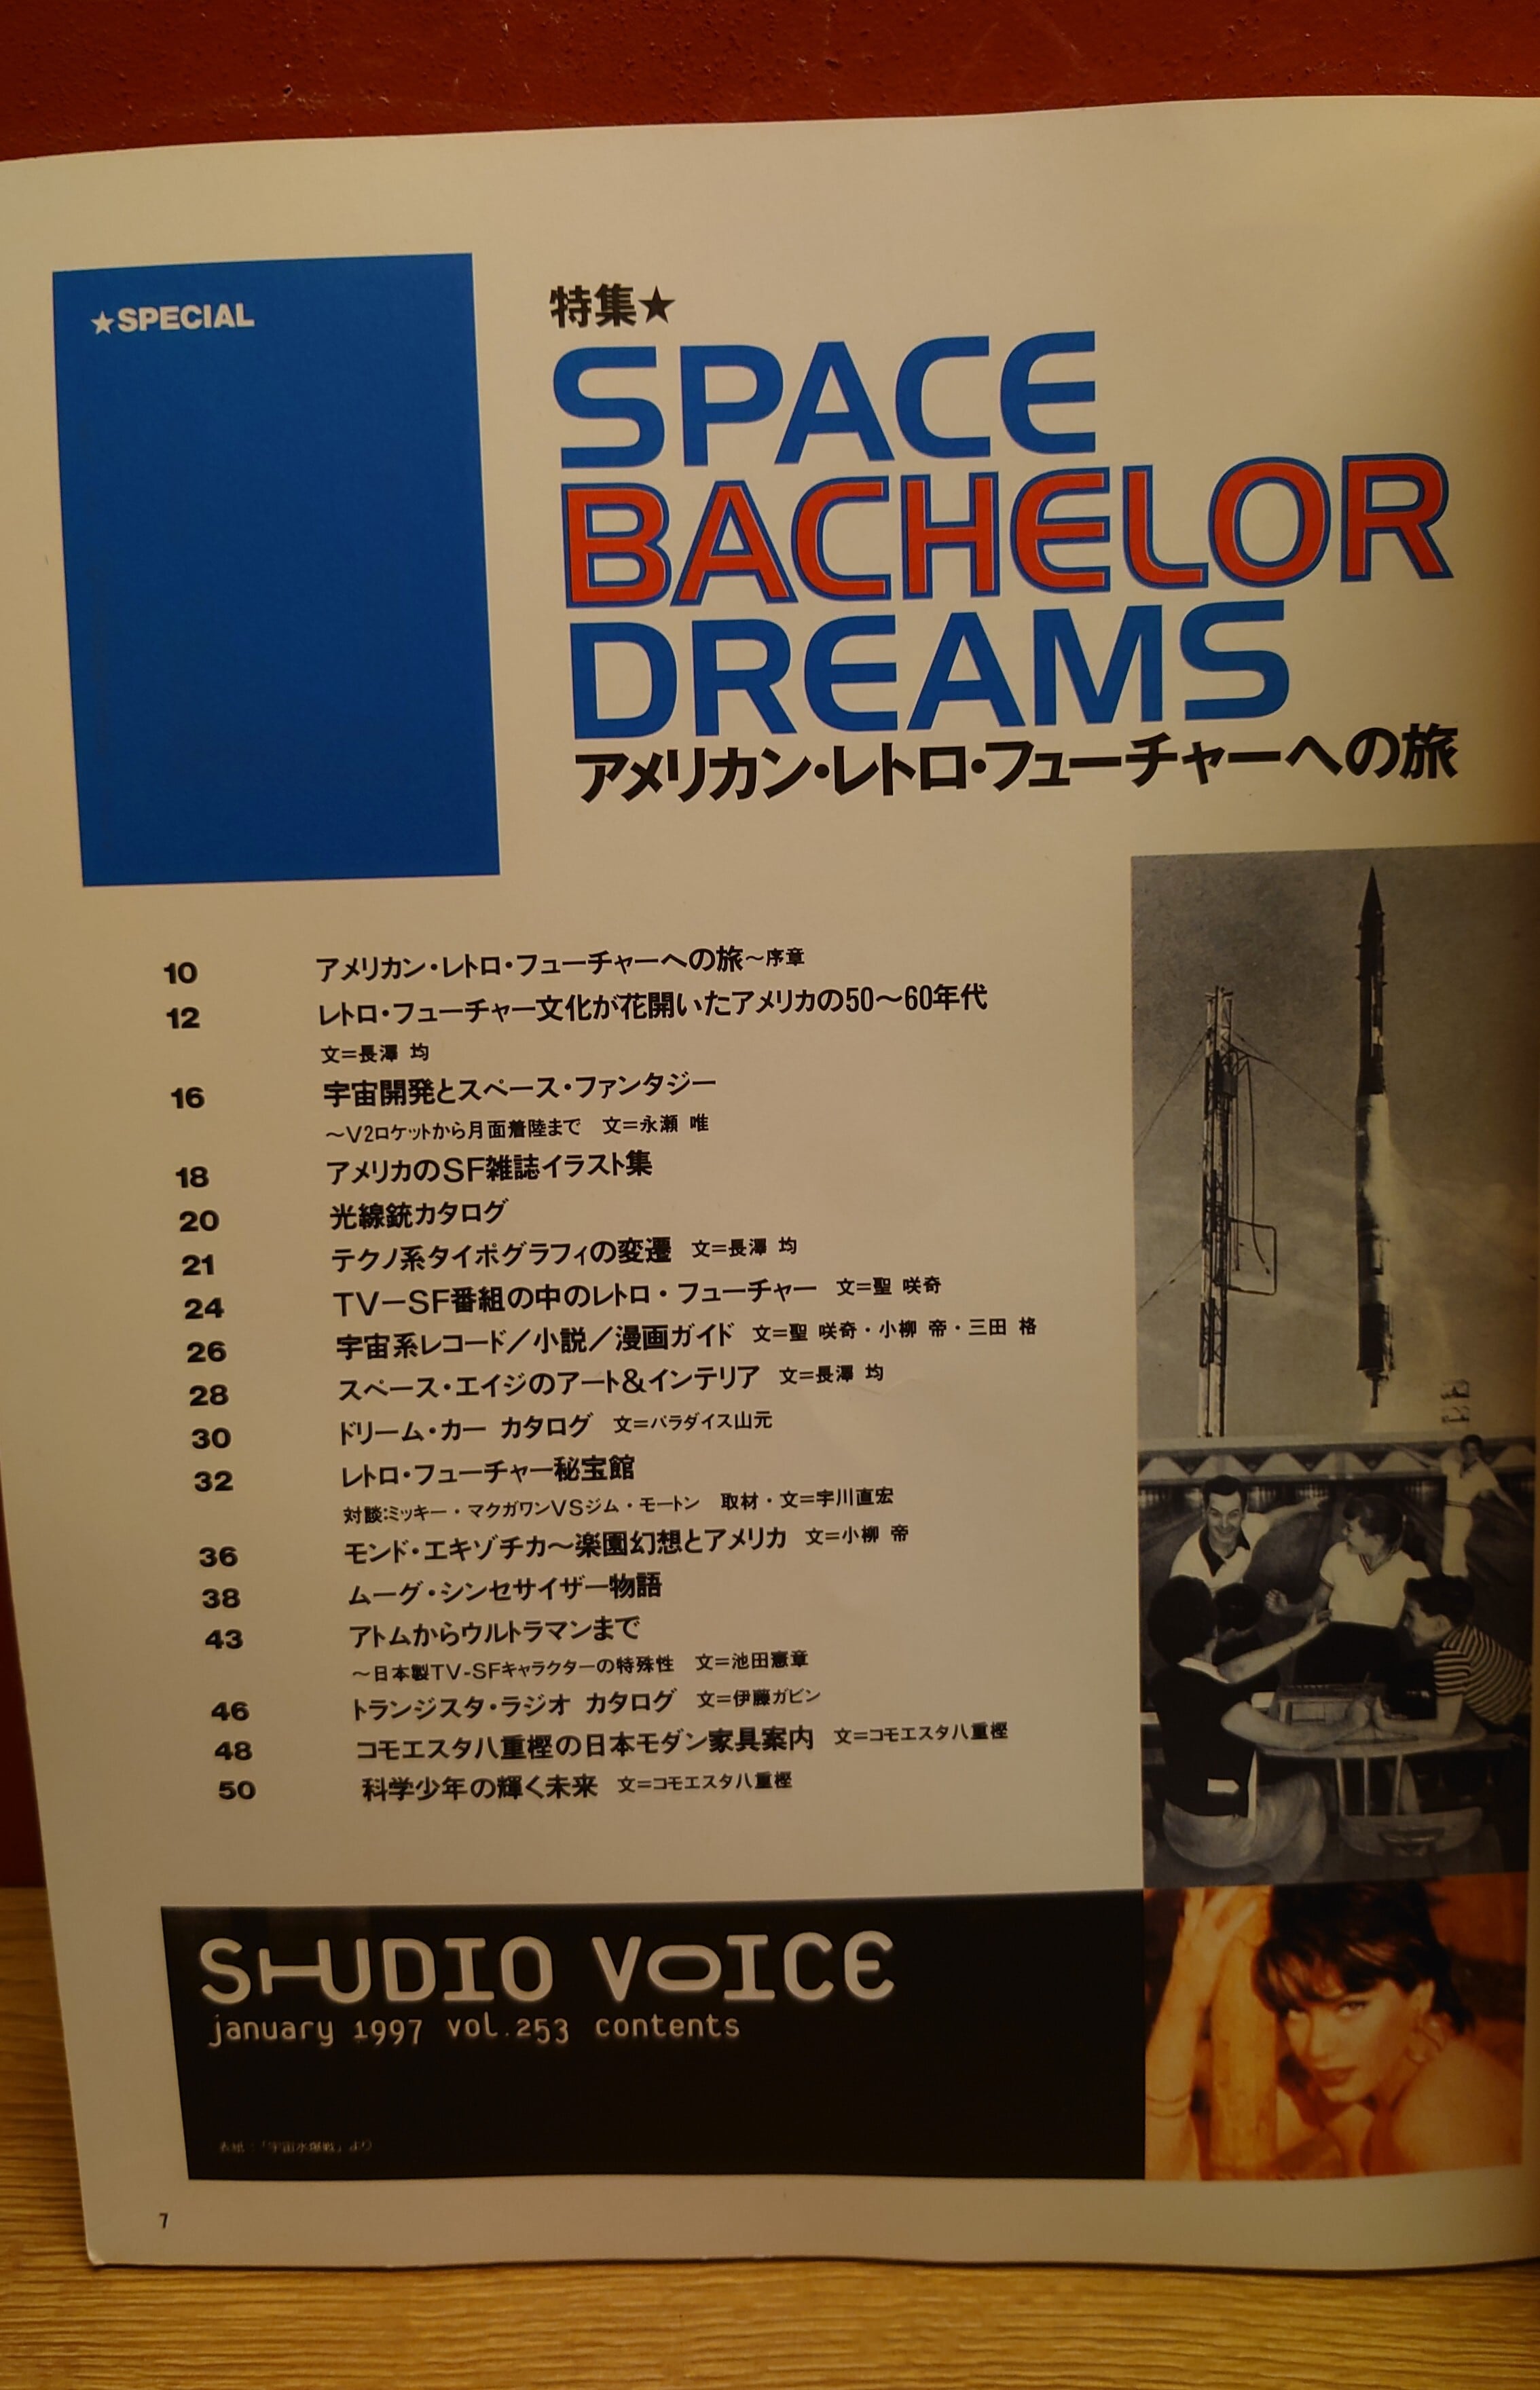 ★SPECIAL
特集★
SPACE
BACHELOR
DREAMS
アメリカン・レトロ・フューチャーへの旅
10 アメリカン・レトロ・フューチャーへの旅〜序章
12 レトロ・フューチャー文化が花開いたアメリカの50〜60年代
文=長澤 均
16 宇宙開発とスペース・ファンタジー
〜V2ロケットから月面着陸まで 文=永瀬 唯
18 アメリカのSF雑誌イラスト集
20 光線銃カタログ
21 テクノ系タイポグラフィの変遷 文=長澤 均
24 TV－SF番組の中のレトロ・フューチャー 文=聖 咲奇
26 宇宙系レコード／小説／漫画ガイド 文=聖 咲奇・小柳 帝・三田 格
28 スペース・エイジのアート&インテリア 文=長澤 均
30 ドリーム・カー カタログ 文=パラダイス山元
32 レトロ・フューチャー秘宝館
対談:ミッキー・マクガワンVSジム・モートン 取材・文=宇川直宏
36 モンド・エキゾチカ〜楽園幻想とアメリカ 文=小柳 帝
38 ムーグ・シンセサイザー物語
43 アトムからウルトラマンまで
〜日本製TV-SFキャラクターの特殊性 文=池田憲章
46 トランジスタ・ラジオ カタログ 文=伊藤ガビン
48 コモエスタ八重樫の日本モダン家具案内 文=コモエスタ八重樫
50 科学少年の輝く未来 文=コモエスタ八重樫
STUDIO VOICE
january 1997 vol.253 contents
表紙:「宇宙水爆戦」より
7